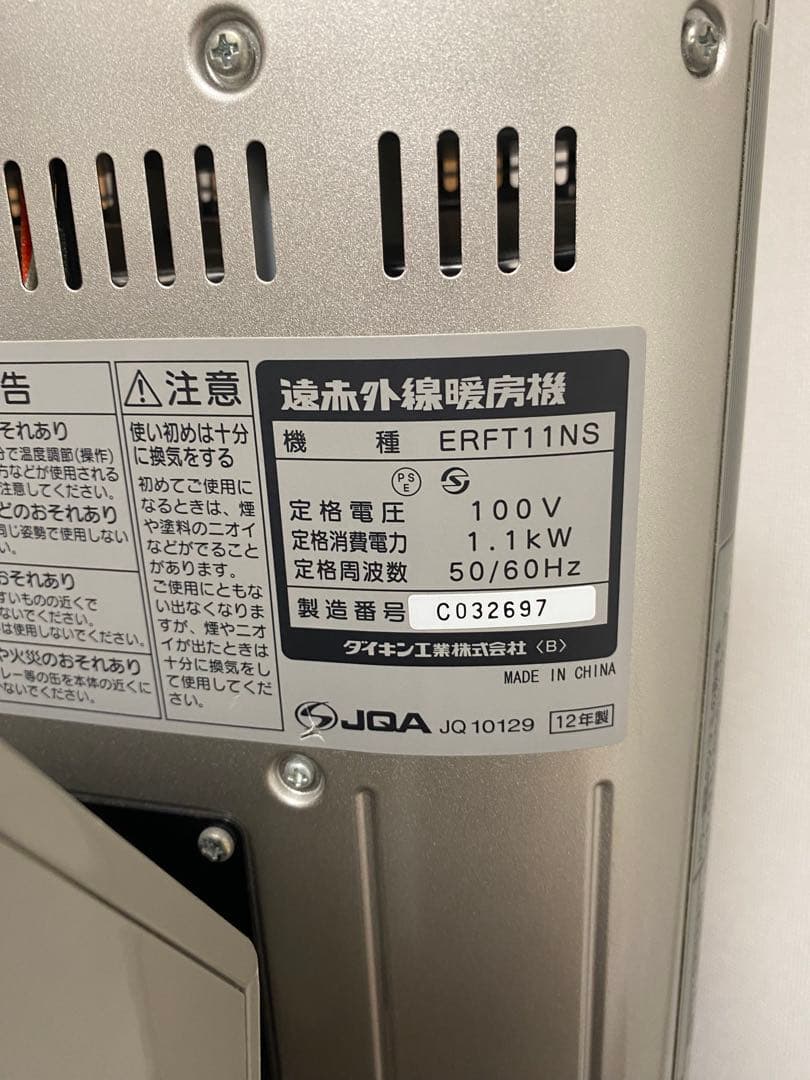 告
それあり
分で温度調節(操作)
方などが使用される
注意してください。
どのおそれあり
同じ姿勢で使用しない
い。
おそれあり
すいものの近くで
いでください。
は使用しないでください。
や火災のおそれあり
レー等の缶を本体の近くに
いでください。
注意
使い初めは十分
に換気をする
初めてご使用に
なるときは、煙
や塗料のニオイ
などがでること
があります。
ご使用にともな
い出なくなりま
すが、煙やニオ
イが出たときは
十分に換気をし
て使用してくだ
さい。
遠赤外線暖房機
機種 ERFT11NS
PS
E
定格電圧 100V
定格消費電力 1.1kW
定格周波数 50/60Hz
製造番号 C032697
ダイキン工業株式会社〈B〉
MADE IN CHINA
JQA JQ10129 12年製